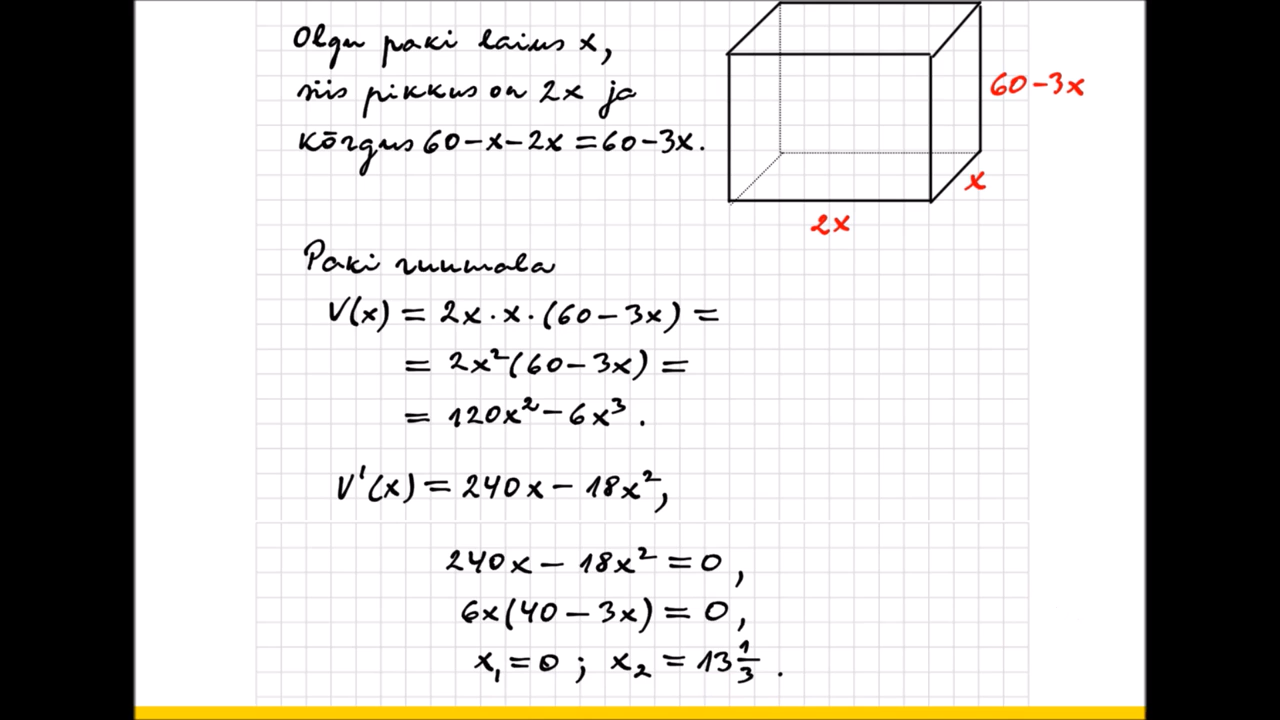 Olgu paki laius x,
siis pikkus on 2x ja
kõrgus 60-x-2x=60-3x.
60-3x
x
2x
Paki ruumala
V(x) = 2x·x·(60-3x) =
= 2x²(60-3x) =
= 120x²-6x³.
V'(x) = 240x-18x²,
240x-18x² = 0,
6x(40-3x) = 0,
x₁=0; x₂ = 13 1/3.